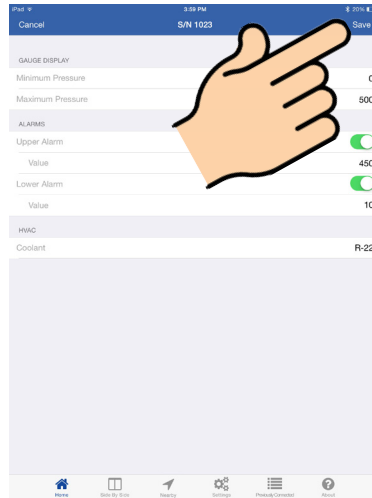 iPad 3:59 PM 20%
Cancel S/N 1023 Save
GAUGE DISPLAY
Minimum Pressure 0
Maximum Pressure 500
ALARMS
Upper Alarm
Value 450
Lower Alarm
Value 10
HVAC
Coolant R-22
Home Side By Side Nearby Settings Previously Connected About